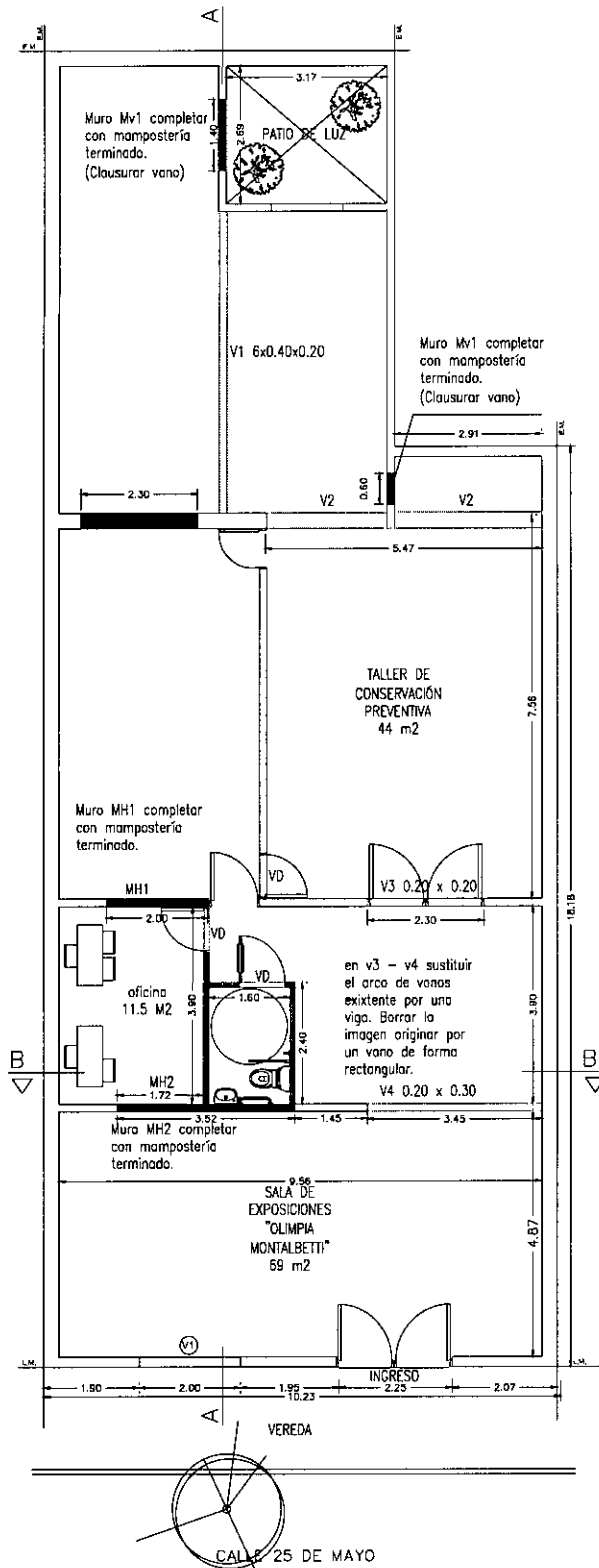 A
E.M.
E.M.
E.M.
3.17
Muro Mv1 completar
con mampostería
terminado.
(Clausurar vano)
1.40
2.69
PATIO DE LUZ
V1 6x0.40x0.20
Muro Mv1 completar
con mampostería
terminado.
(Clausurar vano)
2.91
E.M.
0.60
2.30
V2
V2
5.47
TALLER DE
CONSERVACIÓN
PREVENTIVA
44 m2
7.56
18.18
Muro MH1 completar
con mampostería
terminado.
VD
V3 0.20 x 0.20
MH1
2.00
2.30
VD
VD
oficina
11.5 M2
3.90
1.60
2.40
en v3 - v4 sustituir
el arco de vanos
exixtente por una
viga. Borrar la
imagen originar por
un vano de forma
rectangular.
3.90
B
B
MH2
1.72
V4 0.20 x 0.30
3.52
1.45
3.45
Muro MH2 completar
con mampostería
terminado.
9.56
SALA DE
EXPOSICIONES
"OLIMPIA
MONTALBETTI"
69 m2
4.87
V1
L.M.
L.M.
INGRESO
1.90
2.00
1.95
2.25
2.07
10.23
A
VEREDA
CALLE 25 DE MAYO